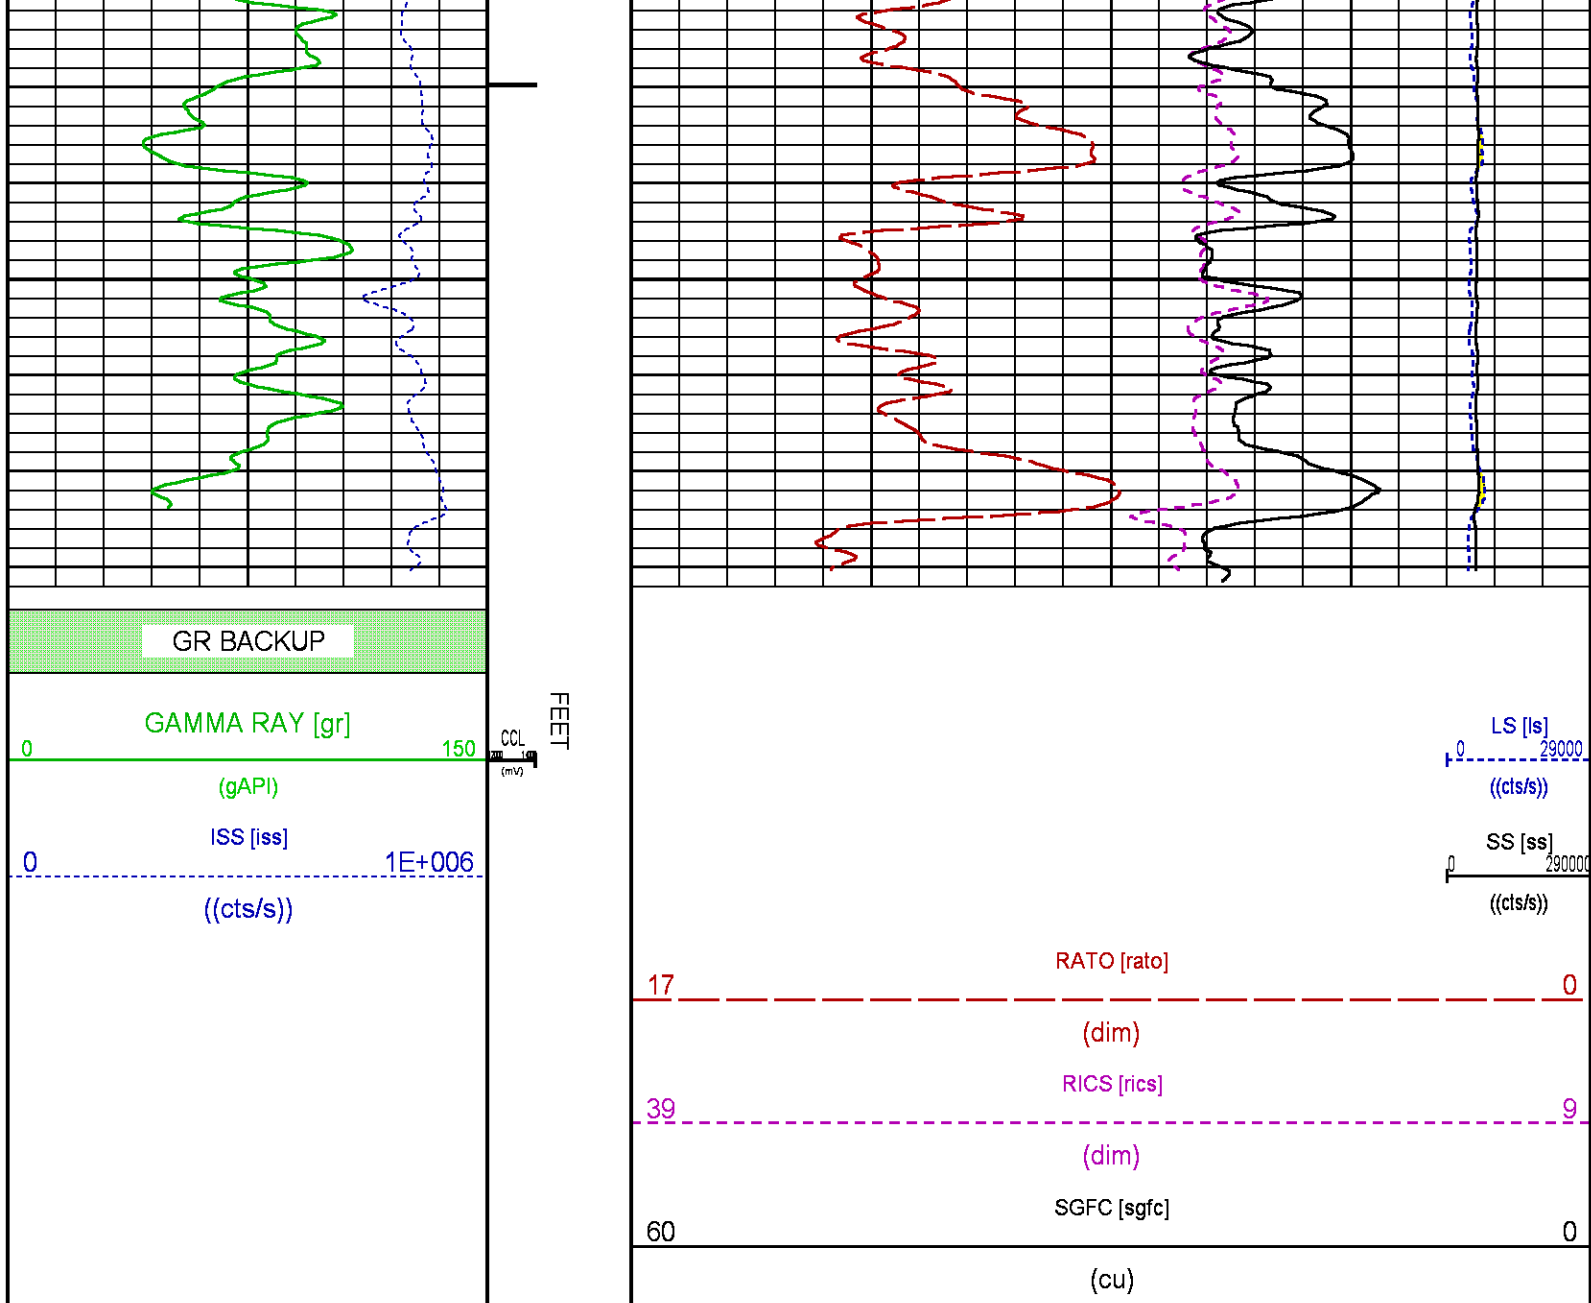 GR BACKUP
GAMMA RAY [gr]
0 150
(gAPI)
ISS [iss]
0 1E+006
((cts/s))
CCL
(mV)
FEET
LS [ls]
0 29000
((cts/s))
SS [ss]
0 290000
((cts/s))
RATO [rato]
17 0
(dim)
RICS [rics]
39 9
(dim)
SGFC [sgfc]
60 0
(cu)